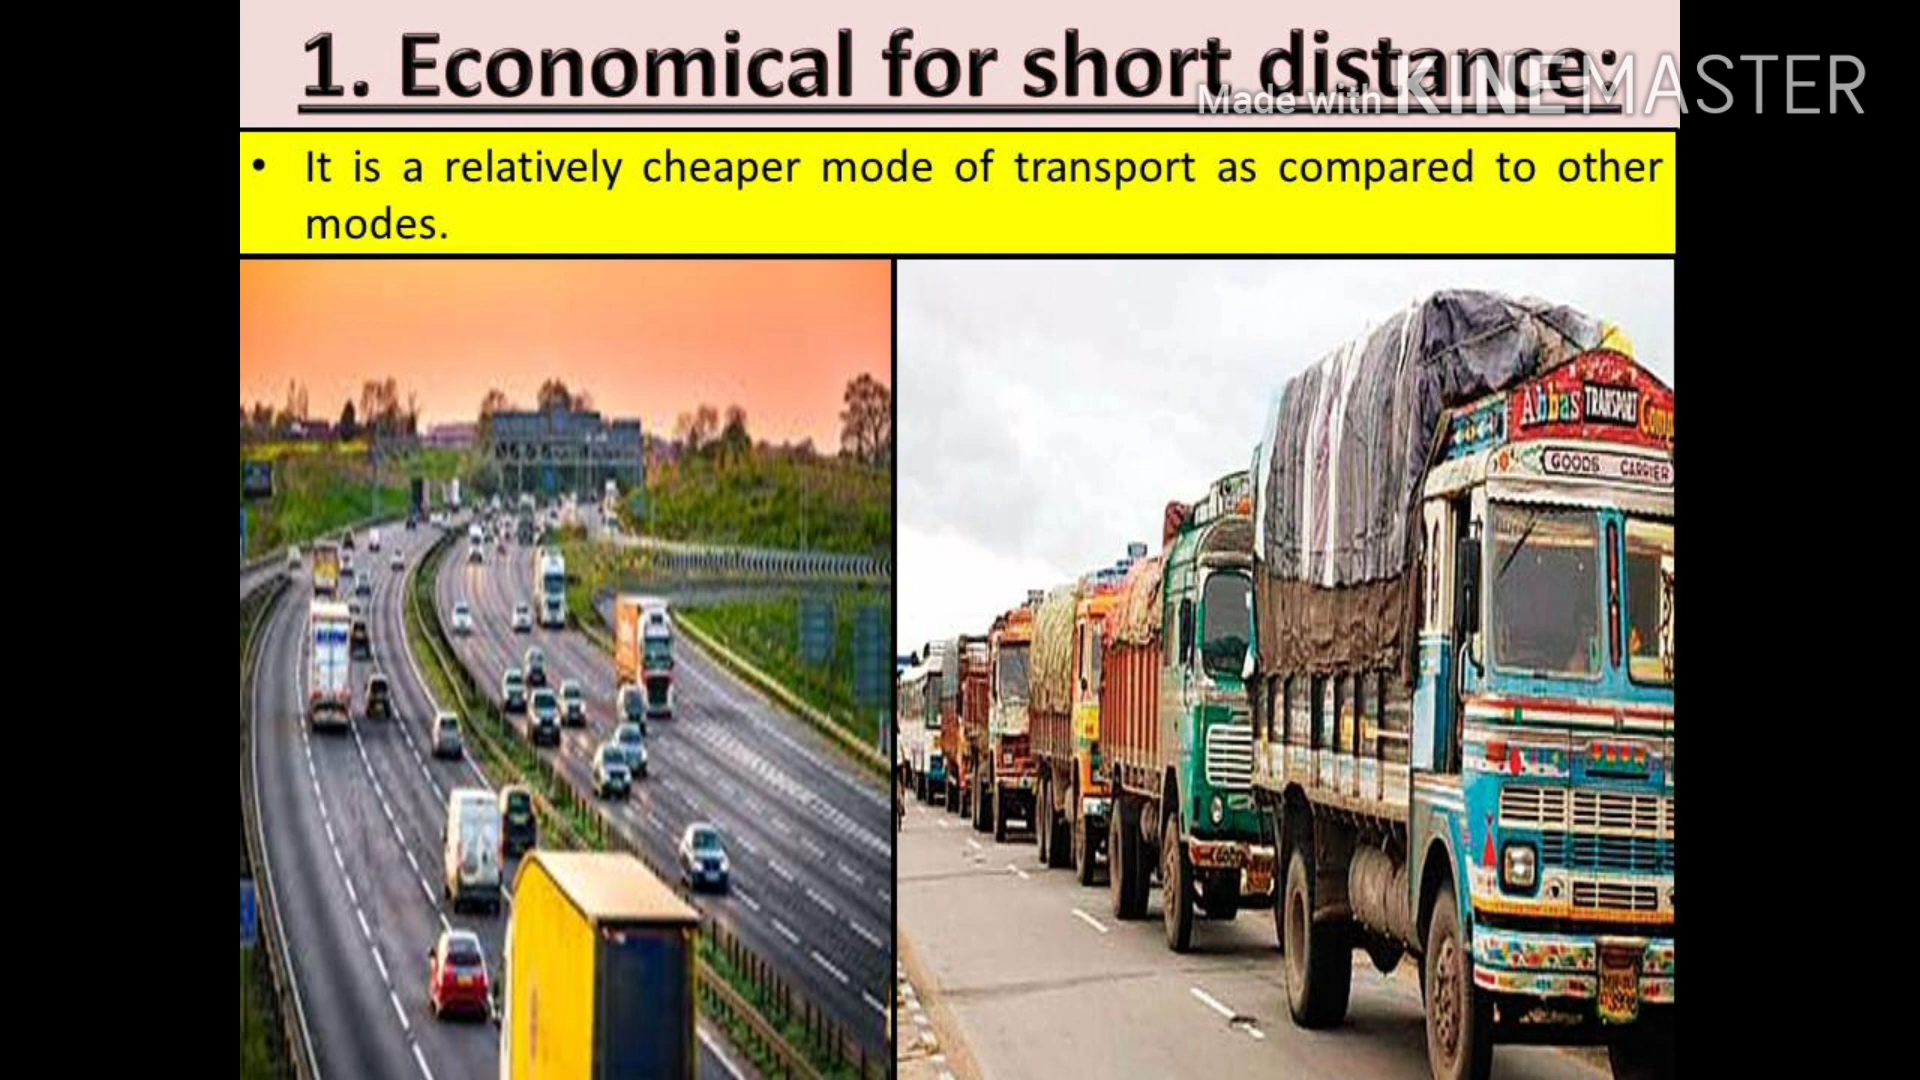 1. Economical for short distance:
Made with KINEMASTER
• It is a relatively cheaper mode of transport as compared to other
modes.
Abbas TRANSPORT
GOODS CARRIER